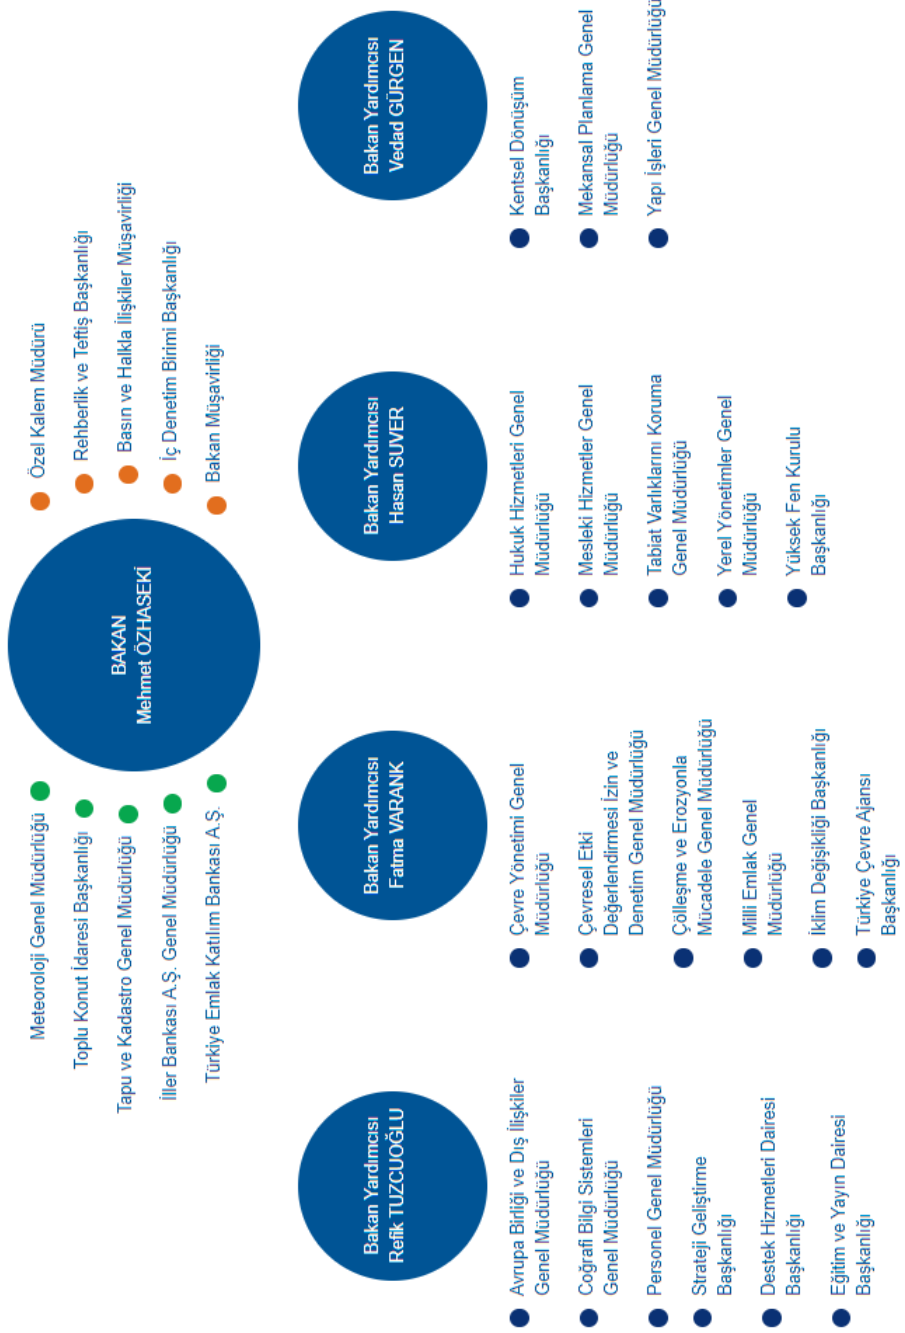 Meteoroloji Genel Müdürlüğü
Toplu Konut İdaresi Başkanlığı
Tapu ve Kadastro Genel Müdürlüğü
İller Bankası A.Ş. Genel Müdürlüğü
Türkiye Emlak Katılım Bankası A.Ş.
BAKAN
Mehmet ÖZHASEKİ
Özel Kalem Müdürü
Rehberlik ve Teftiş Başkanlığı
Basın ve Halkla İlişkiler Müşavirliği
İç Denetim Birimi Başkanlığı
Bakan Müşavirliği
Bakan Yardımcısı
Refik TUZCUOĞLU
Avrupa Birliği ve Dış İlişkiler
Genel Müdürlüğü
Coğrafi Bilgi Sistemleri
Genel Müdürlüğü
Personel Genel Müdürlüğü
Strateji Geliştirme
Başkanlığı
Destek Hizmetleri Dairesi
Başkanlığı
Eğitim ve Yayın Dairesi
Başkanlığı
Bakan Yardımcısı
Fatma VARANK
Çevre Yönetimi Genel
Müdürlüğü
Çevresel Etki
Değerlendirmesi İzin ve
Denetim Genel Müdürlüğü
Çölleşme ve Erozyonla
Mücadele Genel Müdürlüğü
Milli Emlak Genel
Müdürlüğü
İklim Değişikliği Başkanlığı
Türkiye Çevre Ajansı
Başkanlığı
Bakan Yardımcısı
Hasan SUVER
Hukuk Hizmetleri Genel
Müdürlüğü
Mesleki Hizmetler Genel
Müdürlüğü
Tabiat Varlıklarını Koruma
Genel Müdürlüğü
Yerel Yönetimler Genel
Müdürlüğü
Yüksek Fen Kurulu
Başkanlığı
Bakan Yardımcısı
Vedad GÜRGEN
Kentsel Dönüşüm
Başkanlığı
Mekansal Planlama Genel
Müdürlüğü
Yapı İşleri Genel Müdürlüğü